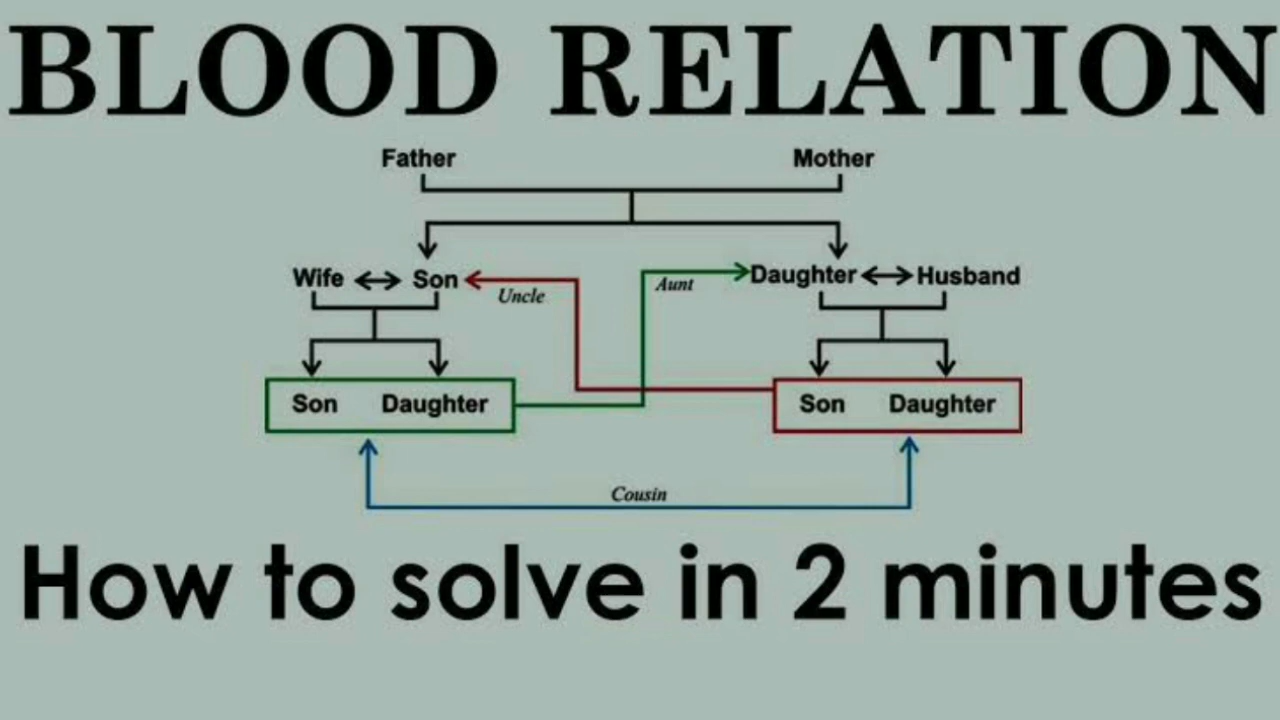 BLOOD RELATION
Father Mother
Wife Son Daughter Husband
Uncle Aunt
Son Daughter Son Daughter
Cousin
How to solve in 2 minutes